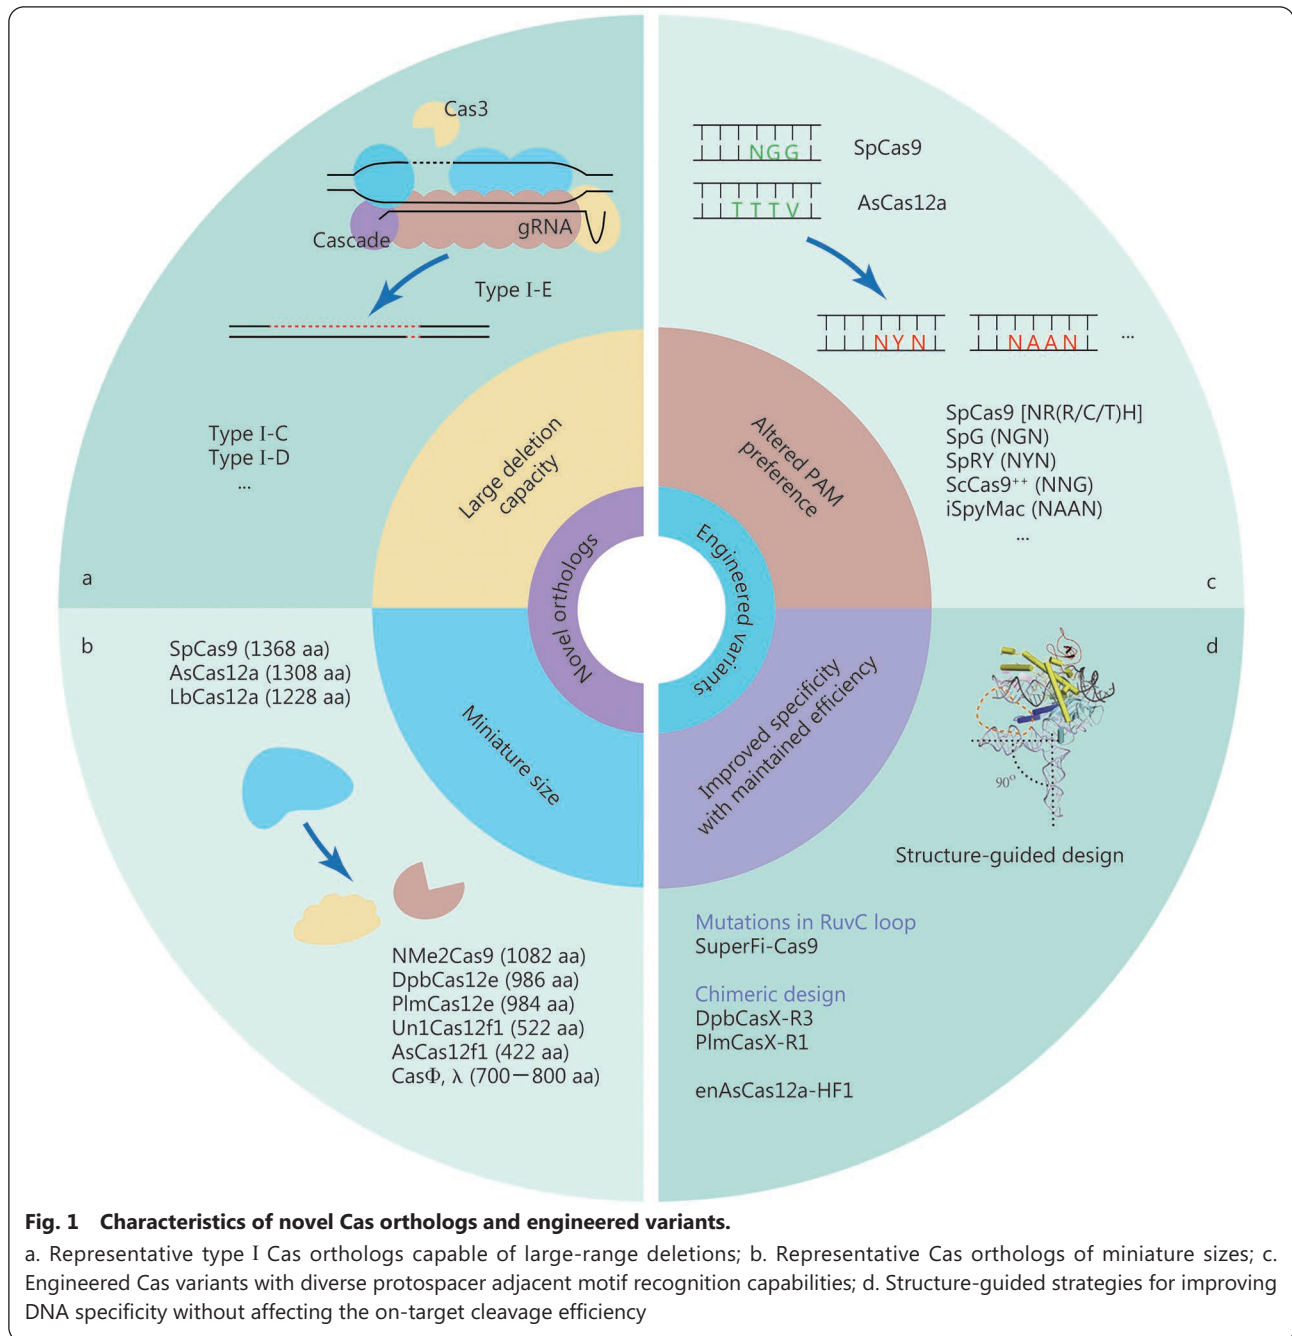 Cas3
Cascade
gRNA
Type I-E
Type I-C
Type I-D
...
a
Large deletion
capacity
Novel orthologs
b
SpCas9 (1368 aa)
AsCas12a (1308 aa)
LbCas12a (1228 aa)
Miniature size
NMe2Cas9 (1082 aa)
DpbCas12e (986 aa)
PlmCas12e (984 aa)
Un1Cas12f1 (522 aa)
AsCas12f1 (422 aa)
CasΦ, λ (700—800 aa)
NGG
SpCas9
TTTV
AsCas12a
NYN
NAAN
...
SpCas9 [NR(R/C/T)H]
SpG (NGN)
SpRY (NYN)
ScCas9⁺⁺ (NNG)
iSpyMac (NAAN)
...
c
Altered PAM
preference
Engineered variants
Improved specificity
with maintained efficiency
d
90°
Structure-guided design
Mutations in RuvC loop
SuperFi-Cas9
Chimeric design
DpbCasX-R3
PlmCasX-R1
enAsCas12a-HF1
Fig. 1 Characteristics of novel Cas orthologs and engineered variants.
a. Representative type I Cas orthologs capable of large-range deletions; b. Representative Cas orthologs of miniature sizes; c.
Engineered Cas variants with diverse protospacer adjacent motif recognition capabilities; d. Structure-guided strategies for improving
DNA specificity without affecting the on-target cleavage efficiency